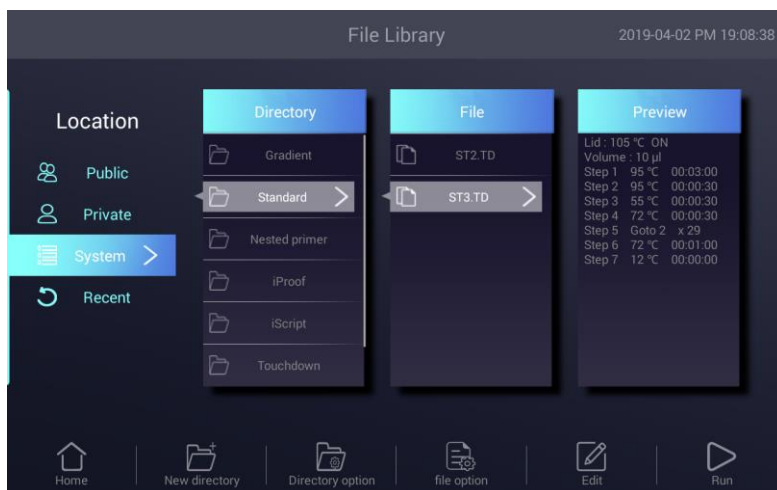 File Library
2019-04-02 PM 19:08:38
Location
Public
Private
System
Recent
Directory
Gradient
Standard
Nested primer
iProof
iScript
Touchdown
File
ST2.TD
ST3.TD
Preview
Lid : 105 ℃ ON
Volume : 10 µl
Step 1 95 ℃ 00:03:00
Step 2 95 ℃ 00:00:30
Step 3 55 ℃ 00:00:30
Step 4 72 ℃ 00:00:30
Step 5 Goto 2 x 29
Step 6 72 ℃ 00:01:00
Step 7 12 ℃ 00:00:00
Home
New directory
Directory option
file option
Edit
Run